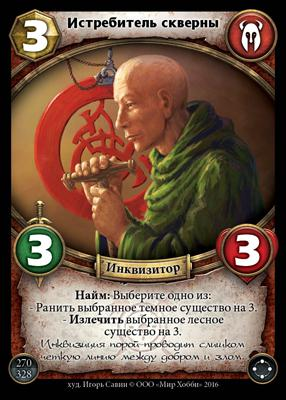 3
Истребитель скверны
3
Инквизитор
3
Найм: Выберите одно из:
- Ранить выбранное темное существо на 3.
- Излечить выбранное лесное
существо на 3.
Инквизиция порой проводит слишком
четкую линию между добром и злом.
270
328
худ. Игорь Савин © ООО «Мир Хобби» 2016